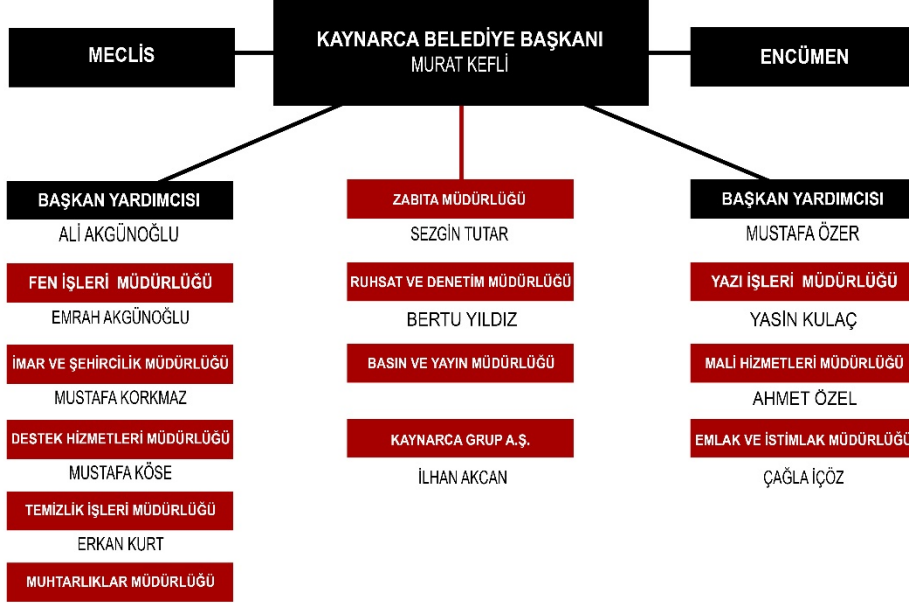 MECLİS
KAYNARCA BELEDİYE BAŞKANI
MURAT KEFLİ
ENCÜMEN
BAŞKAN YARDIMCISI
ALİ AKGÜNOĞLU
FEN İŞLERİ MÜDÜRLÜĞÜ
EMRAH AKGÜNOĞLU
İMAR VE ŞEHİRCİLİK MÜDÜRLÜĞÜ
MUSTAFA KORKMAZ
DESTEK HİZMETLERİ MÜDÜRLÜĞÜ
MUSTAFA KÖSE
TEMİZLİK İŞLERİ MÜDÜRLÜĞÜ
ERKAN KURT
MUHTARLIKLAR MÜDÜRLÜĞÜ
ZABITA MÜDÜRLÜĞÜ
SEZGİN TUTAR
RUHSAT VE DENETİM MÜDÜRLÜĞÜ
BERTU YILDIZ
BASIN VE YAYIN MÜDÜRLÜĞÜ
KAYNARCA GRUP A.Ş.
İLHAN AKCAN
BAŞKAN YARDIMCISI
MUSTAFA ÖZER
YAZI İŞLERİ MÜDÜRLÜĞÜ
YASİN KULAÇ
MALİ HİZMETLERİ MÜDÜRLÜĞÜ
AHMET ÖZEL
EMLAK VE İSTİMLAK MÜDÜRLÜĞÜ
ÇAĞLA İÇÖZ